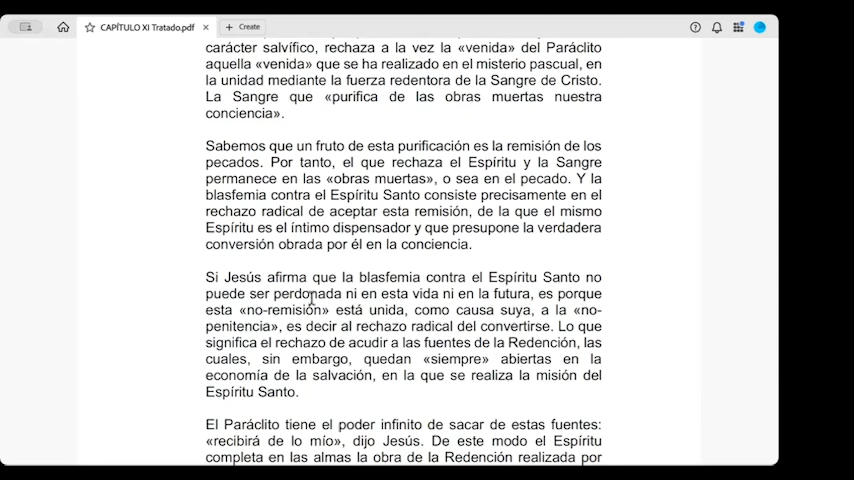 CAPÍTULO XI Tratado.pdf
Create
carácter salvífico, rechaza a la vez la «venida» del Paráclito
aquella «venida» que se ha realizado en el misterio pascual, en
la unidad mediante la fuerza redentora de la Sangre de Cristo.
La Sangre que «purifica de las obras muertas nuestra
conciencia».
Sabemos que un fruto de esta purificación es la remisión de los
pecados. Por tanto, el que rechaza el Espíritu y la Sangre
permanece en las «obras muertas», o sea en el pecado. Y la
blasfemia contra el Espíritu Santo consiste precisamente en el
rechazo radical de aceptar esta remisión, de la que el mismo
Espíritu es el íntimo dispensador y que presupone la verdadera
conversión obrada por él en la conciencia.
Si Jesús afirma que la blasfemia contra el Espíritu Santo no
puede ser perdonada ni en esta vida ni en la futura, es porque
esta «no-remisión» está unida, como causa suya, a la «no-
penitencia», es decir al rechazo radical del convertirse. Lo que
significa el rechazo de acudir a las fuentes de la Redención, las
cuales, sin embargo, quedan «siempre» abiertas en la
economía de la salvación, en la que se realiza la misión del
Espíritu Santo.
El Paráclito tiene el poder infinito de sacar de estas fuentes:
«recibirá de lo mío», dijo Jesús. De este modo el Espíritu
completa en las almas la obra de la Redención realizada por